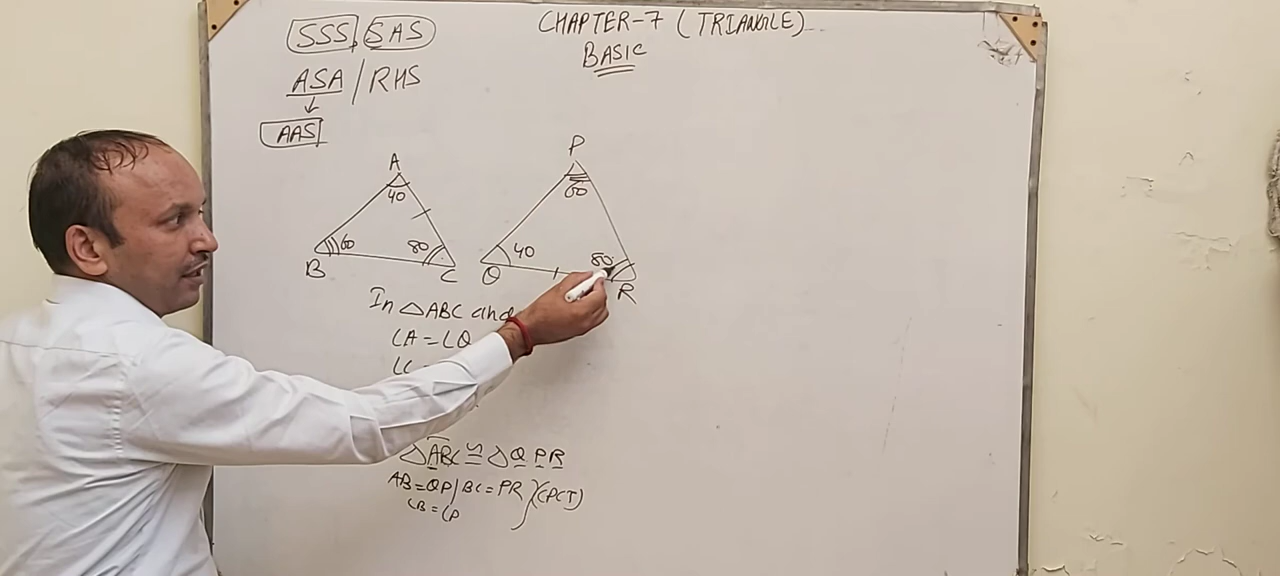 CHAPTER-7 (TRIANGLE)
BASIC
SSS, SAS
ASA / RHS
↓
AAS
A
40
B
60
80
C
P
60
Q
40
80
R
In △ABC and
∠A = ∠Q
△ABC ≅ △QPR
AB = QP / BC = PR } (CPCT)
∠B = ∠P